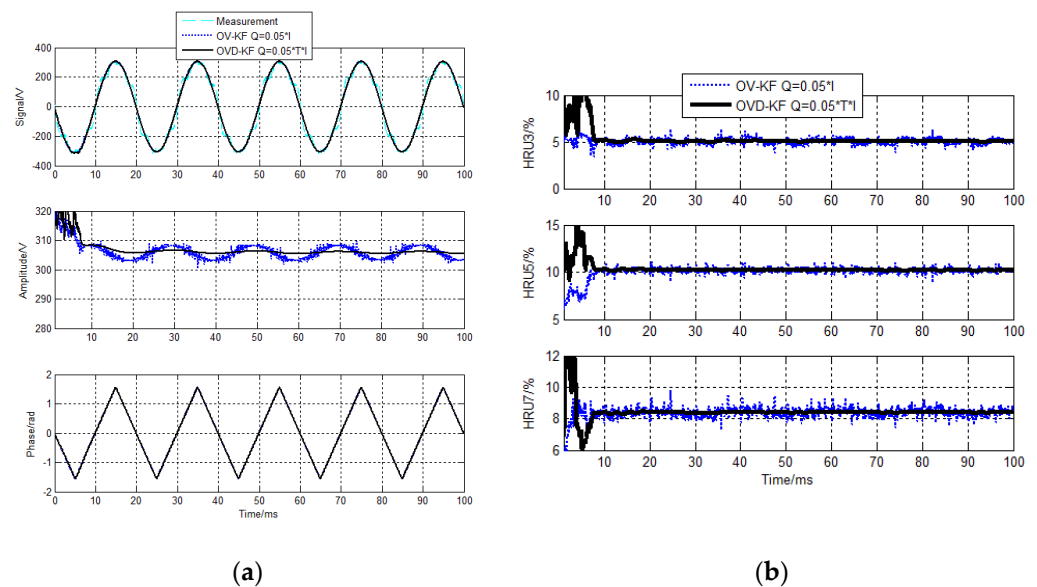 Measurement
OV-KF Q=0.05*I
OVD-KF Q=0.05*T*I
400
200
0
-200
-400
Signal/V
0 10 20 30 40 50 60 70 80 90 100
320
310
300
290
280
Amplitude/V
10 20 30 40 50 60 70 80 90 100
2
1
0
-1
-2
Phase/rad
0 10 20 30 40 50 60 70 80 90 100
Time/ms
(a)
OV-KF Q=0.05*I
OVD-KF Q=0.05*T*I
10
5
0
HRU3/%
10 20 30 40 50 60 70 80 90 100
15
10
5
HRU5/%
10 20 30 40 50 60 70 80 90 100
12
10
8
6
HRU7/%
10 20 30 40 50 60 70 80 90 100
Time/ms
(b)